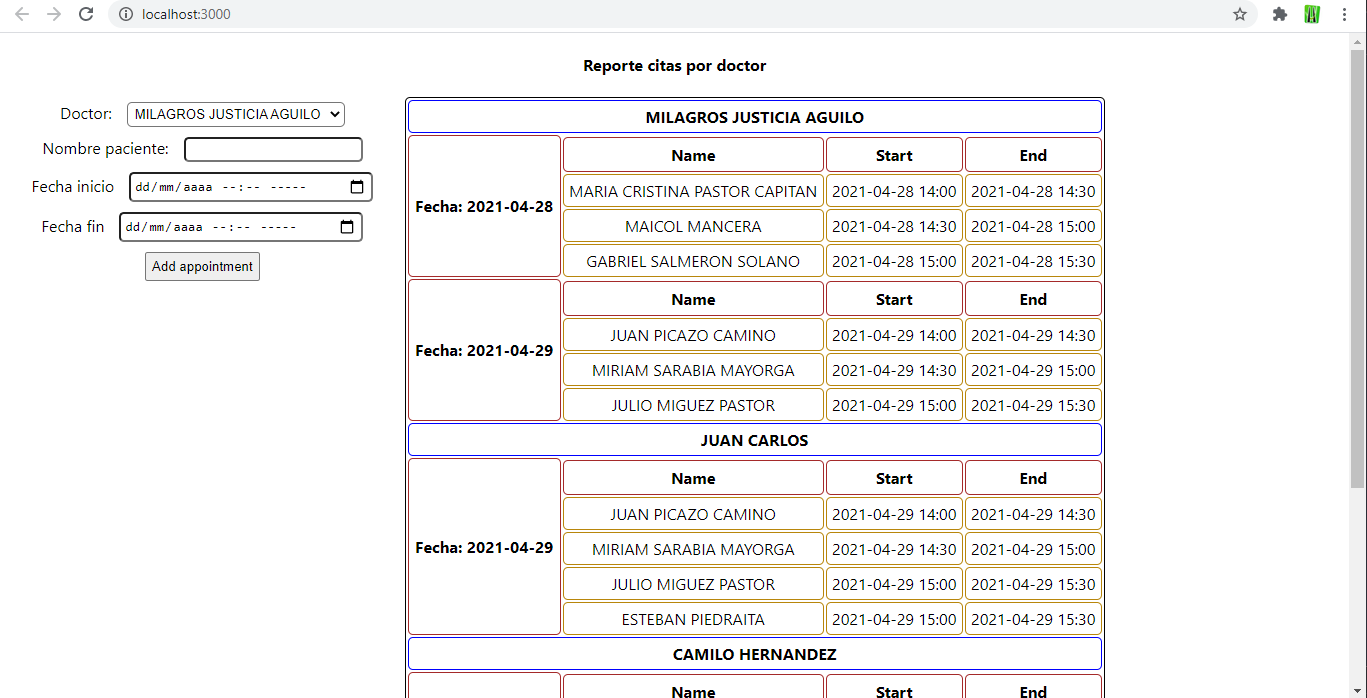 localhost:3000
Reporte citas por doctor
Doctor: MILAGROS JUSTICIA AGUILO
Nombre paciente:
Fecha inicio dd/mm/aaaa --:-- -----
Fecha fin dd/mm/aaaa --:-- -----
Add appointment
MILAGROS JUSTICIA AGUILO
Fecha: 2021-04-28
Name Start End
MARIA CRISTINA PASTOR CAPITAN 2021-04-28 14:00 2021-04-28 14:30
MAICOL MANCERA 2021-04-28 14:30 2021-04-28 15:00
GABRIEL SALMERON SOLANO 2021-04-28 15:00 2021-04-28 15:30
Fecha: 2021-04-29
Name Start End
JUAN PICAZO CAMINO 2021-04-29 14:00 2021-04-29 14:30
MIRIAM SARABIA MAYORGA 2021-04-29 14:30 2021-04-29 15:00
JULIO MIGUEZ PASTOR 2021-04-29 15:00 2021-04-29 15:30
JUAN CARLOS
Fecha: 2021-04-29
Name Start End
JUAN PICAZO CAMINO 2021-04-29 14:00 2021-04-29 14:30
MIRIAM SARABIA MAYORGA 2021-04-29 14:30 2021-04-29 15:00
JULIO MIGUEZ PASTOR 2021-04-29 15:00 2021-04-29 15:30
ESTEBAN PIEDRAITA 2021-04-29 15:00 2021-04-29 15:30
CAMILO HERNANDEZ
Name Start End